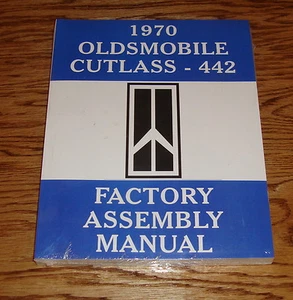 1970
OLDSMOBILE
CUTLASS - 442
FACTORY
ASSEMBLY
MANUAL